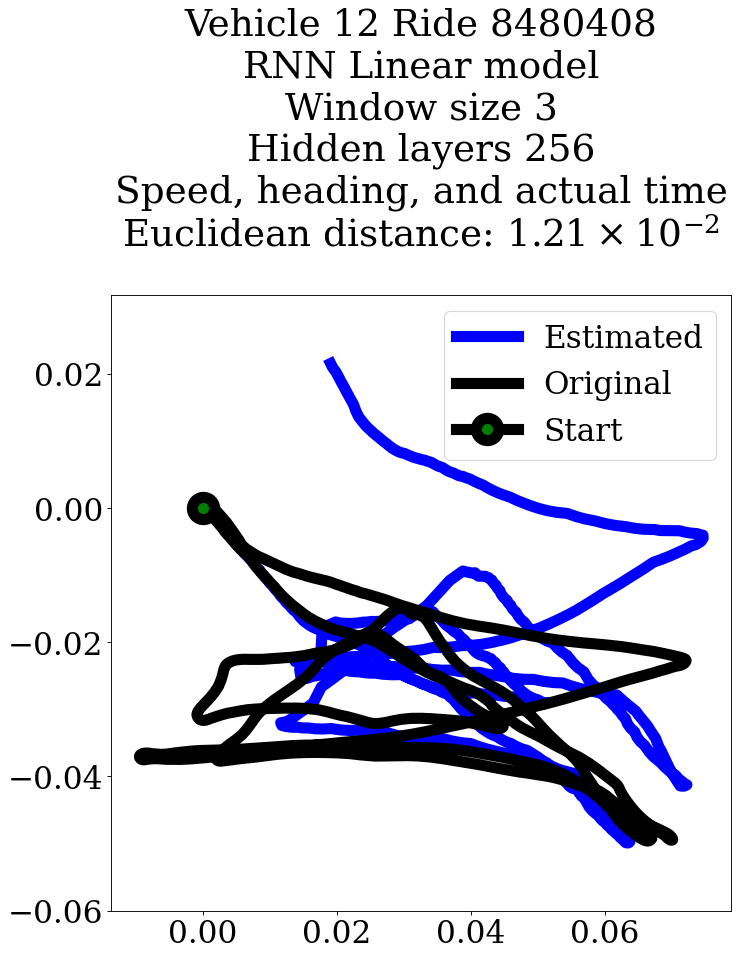 Vehicle 12 Ride 8480408
RNN Linear model
Window size 3
Hidden layers 256
Speed, heading, and actual time
Euclidean distance: 1.21 × 10⁻²
Estimated
Original
Start
0.02
0.00
−0.02
−0.04
−0.06
0.00 0.02 0.04 0.06